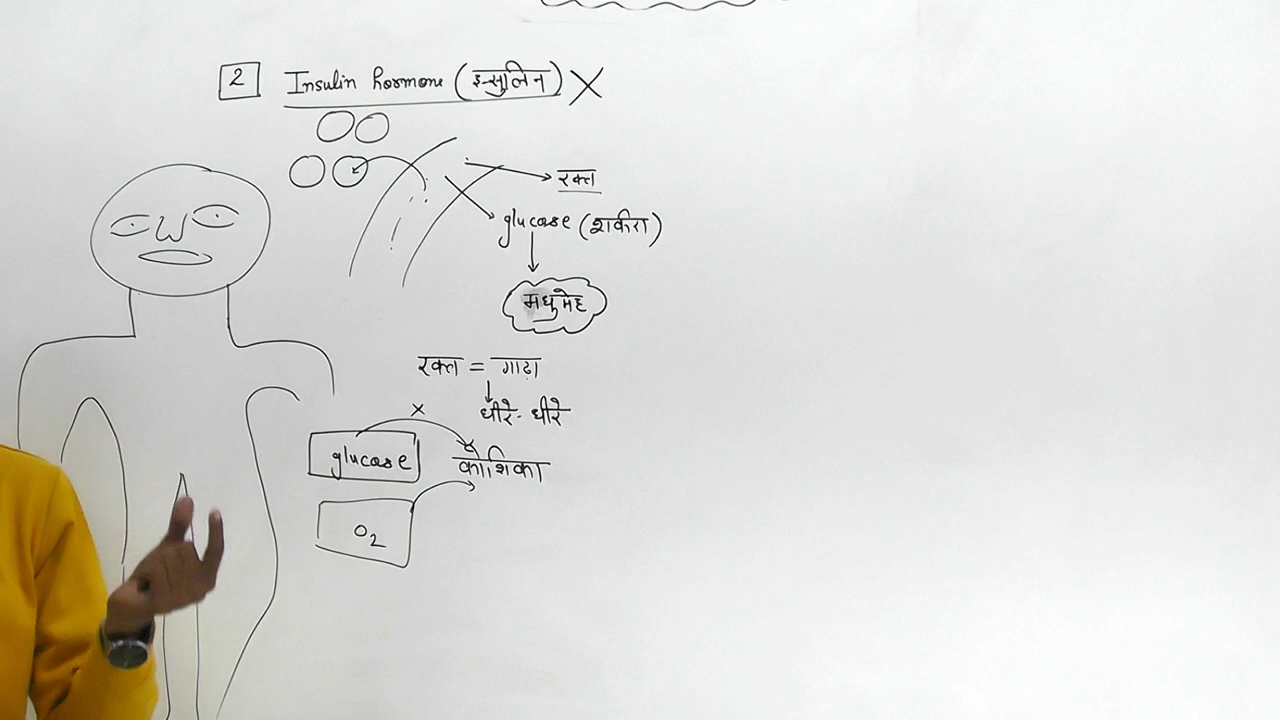 2 Insulin hormone (इन्सुलिन) X
रक्त
glucose (शर्करा)
मधुमेह
रक्त = गाढ़ा
धीरे-धीरे
x
glucose
कोशिका
O2